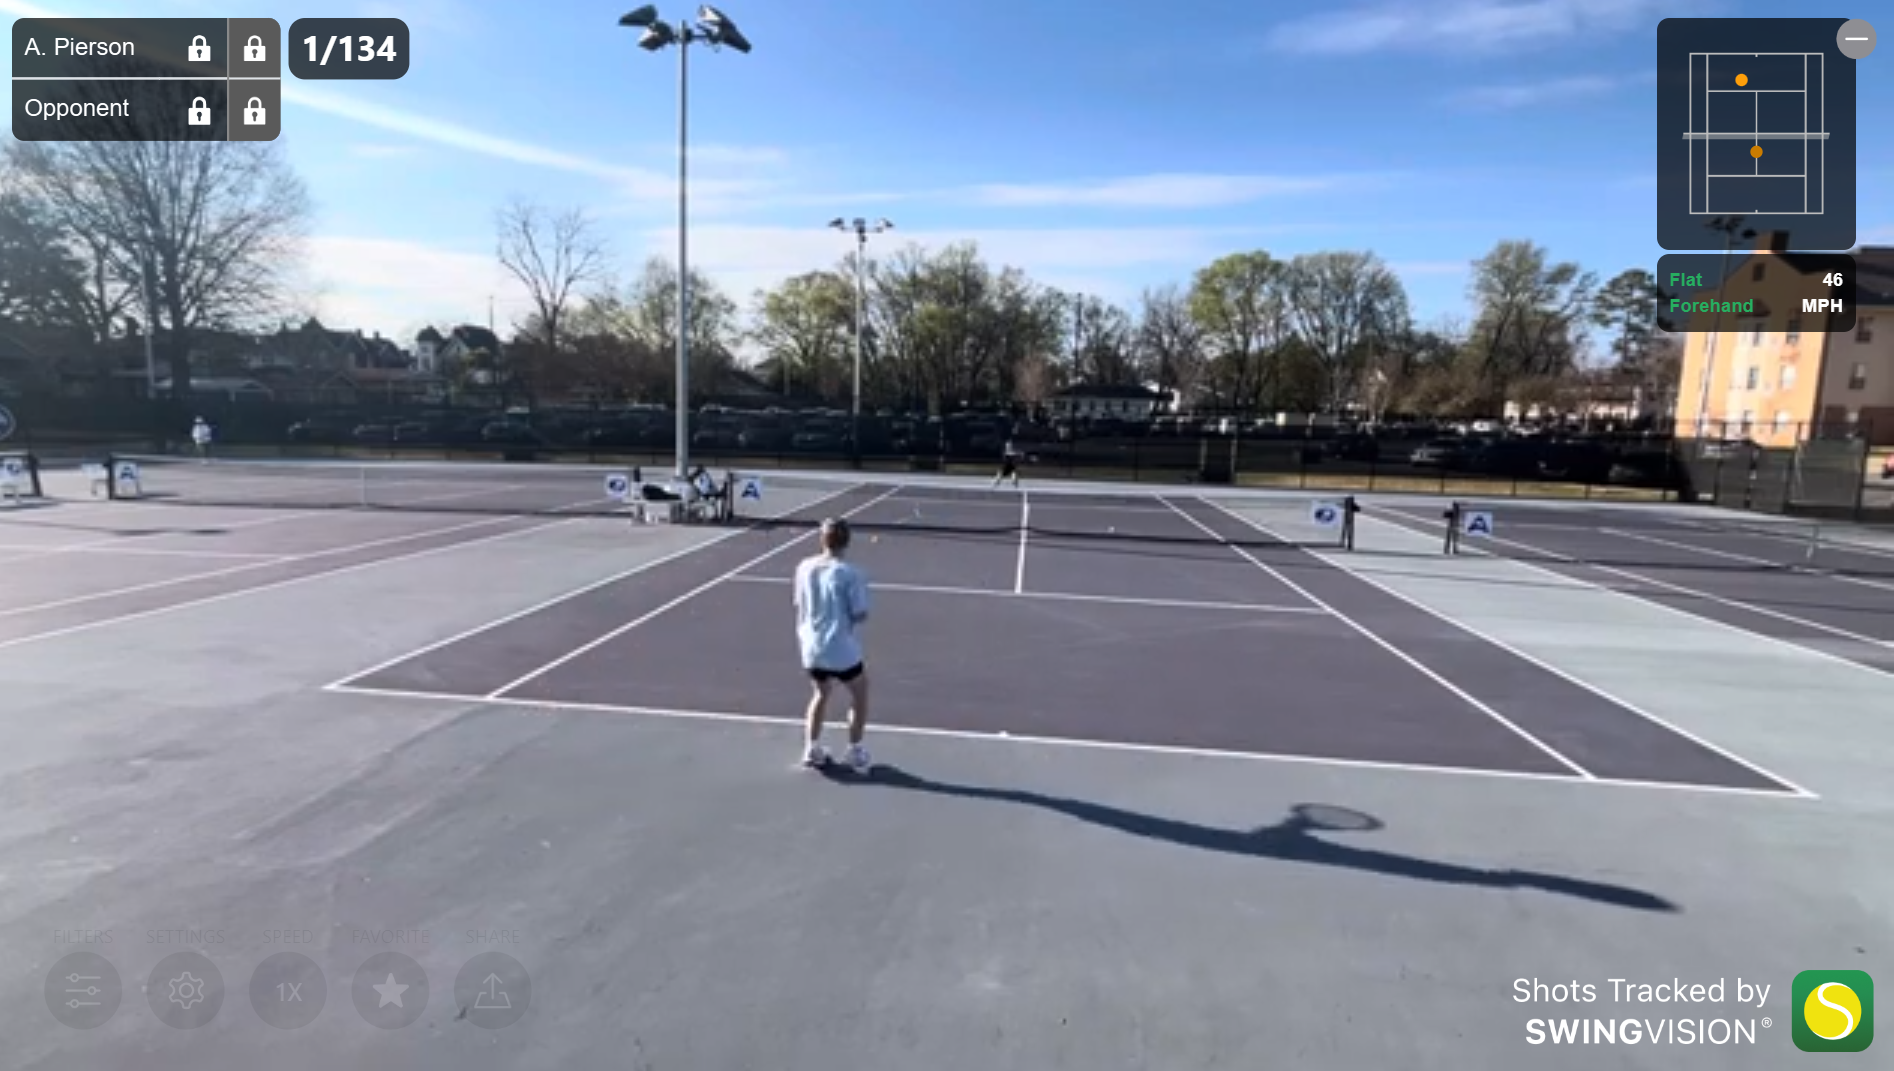 A. Pierson
1/134
Opponent
Flat 46
Forehand MPH
A
A
A
FILTERS SETTINGS SPEED FAVORITE SHARE
1X
Shots Tracked by
SWINGVISION®